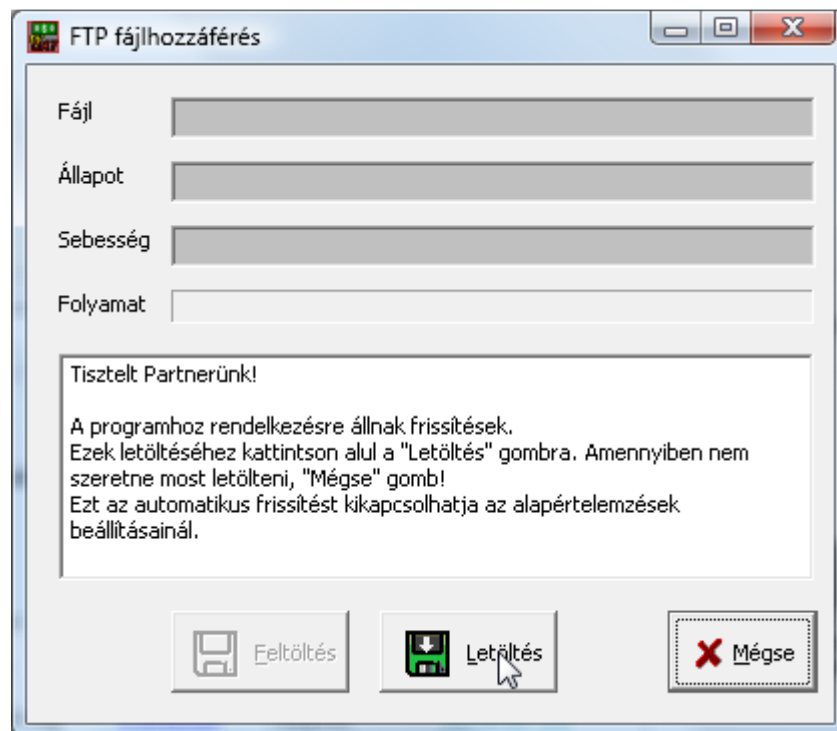 FTP fájlhozzáférés
Fájl
Állapot
Sebesség
Folyamat
Tisztelt Partnerünk!
A programhoz rendelkezésre állnak frissítések.
Ezek letöltéséhez kattintson alul a "Letöltés" gombra. Amennyiben nem
szeretne most letölteni, "Mégse" gomb!
Ezt az automatikus frissítést kikapcsolhatja az alapértelemzések
beállításainál.
Feltöltés
Letöltés
Mégse